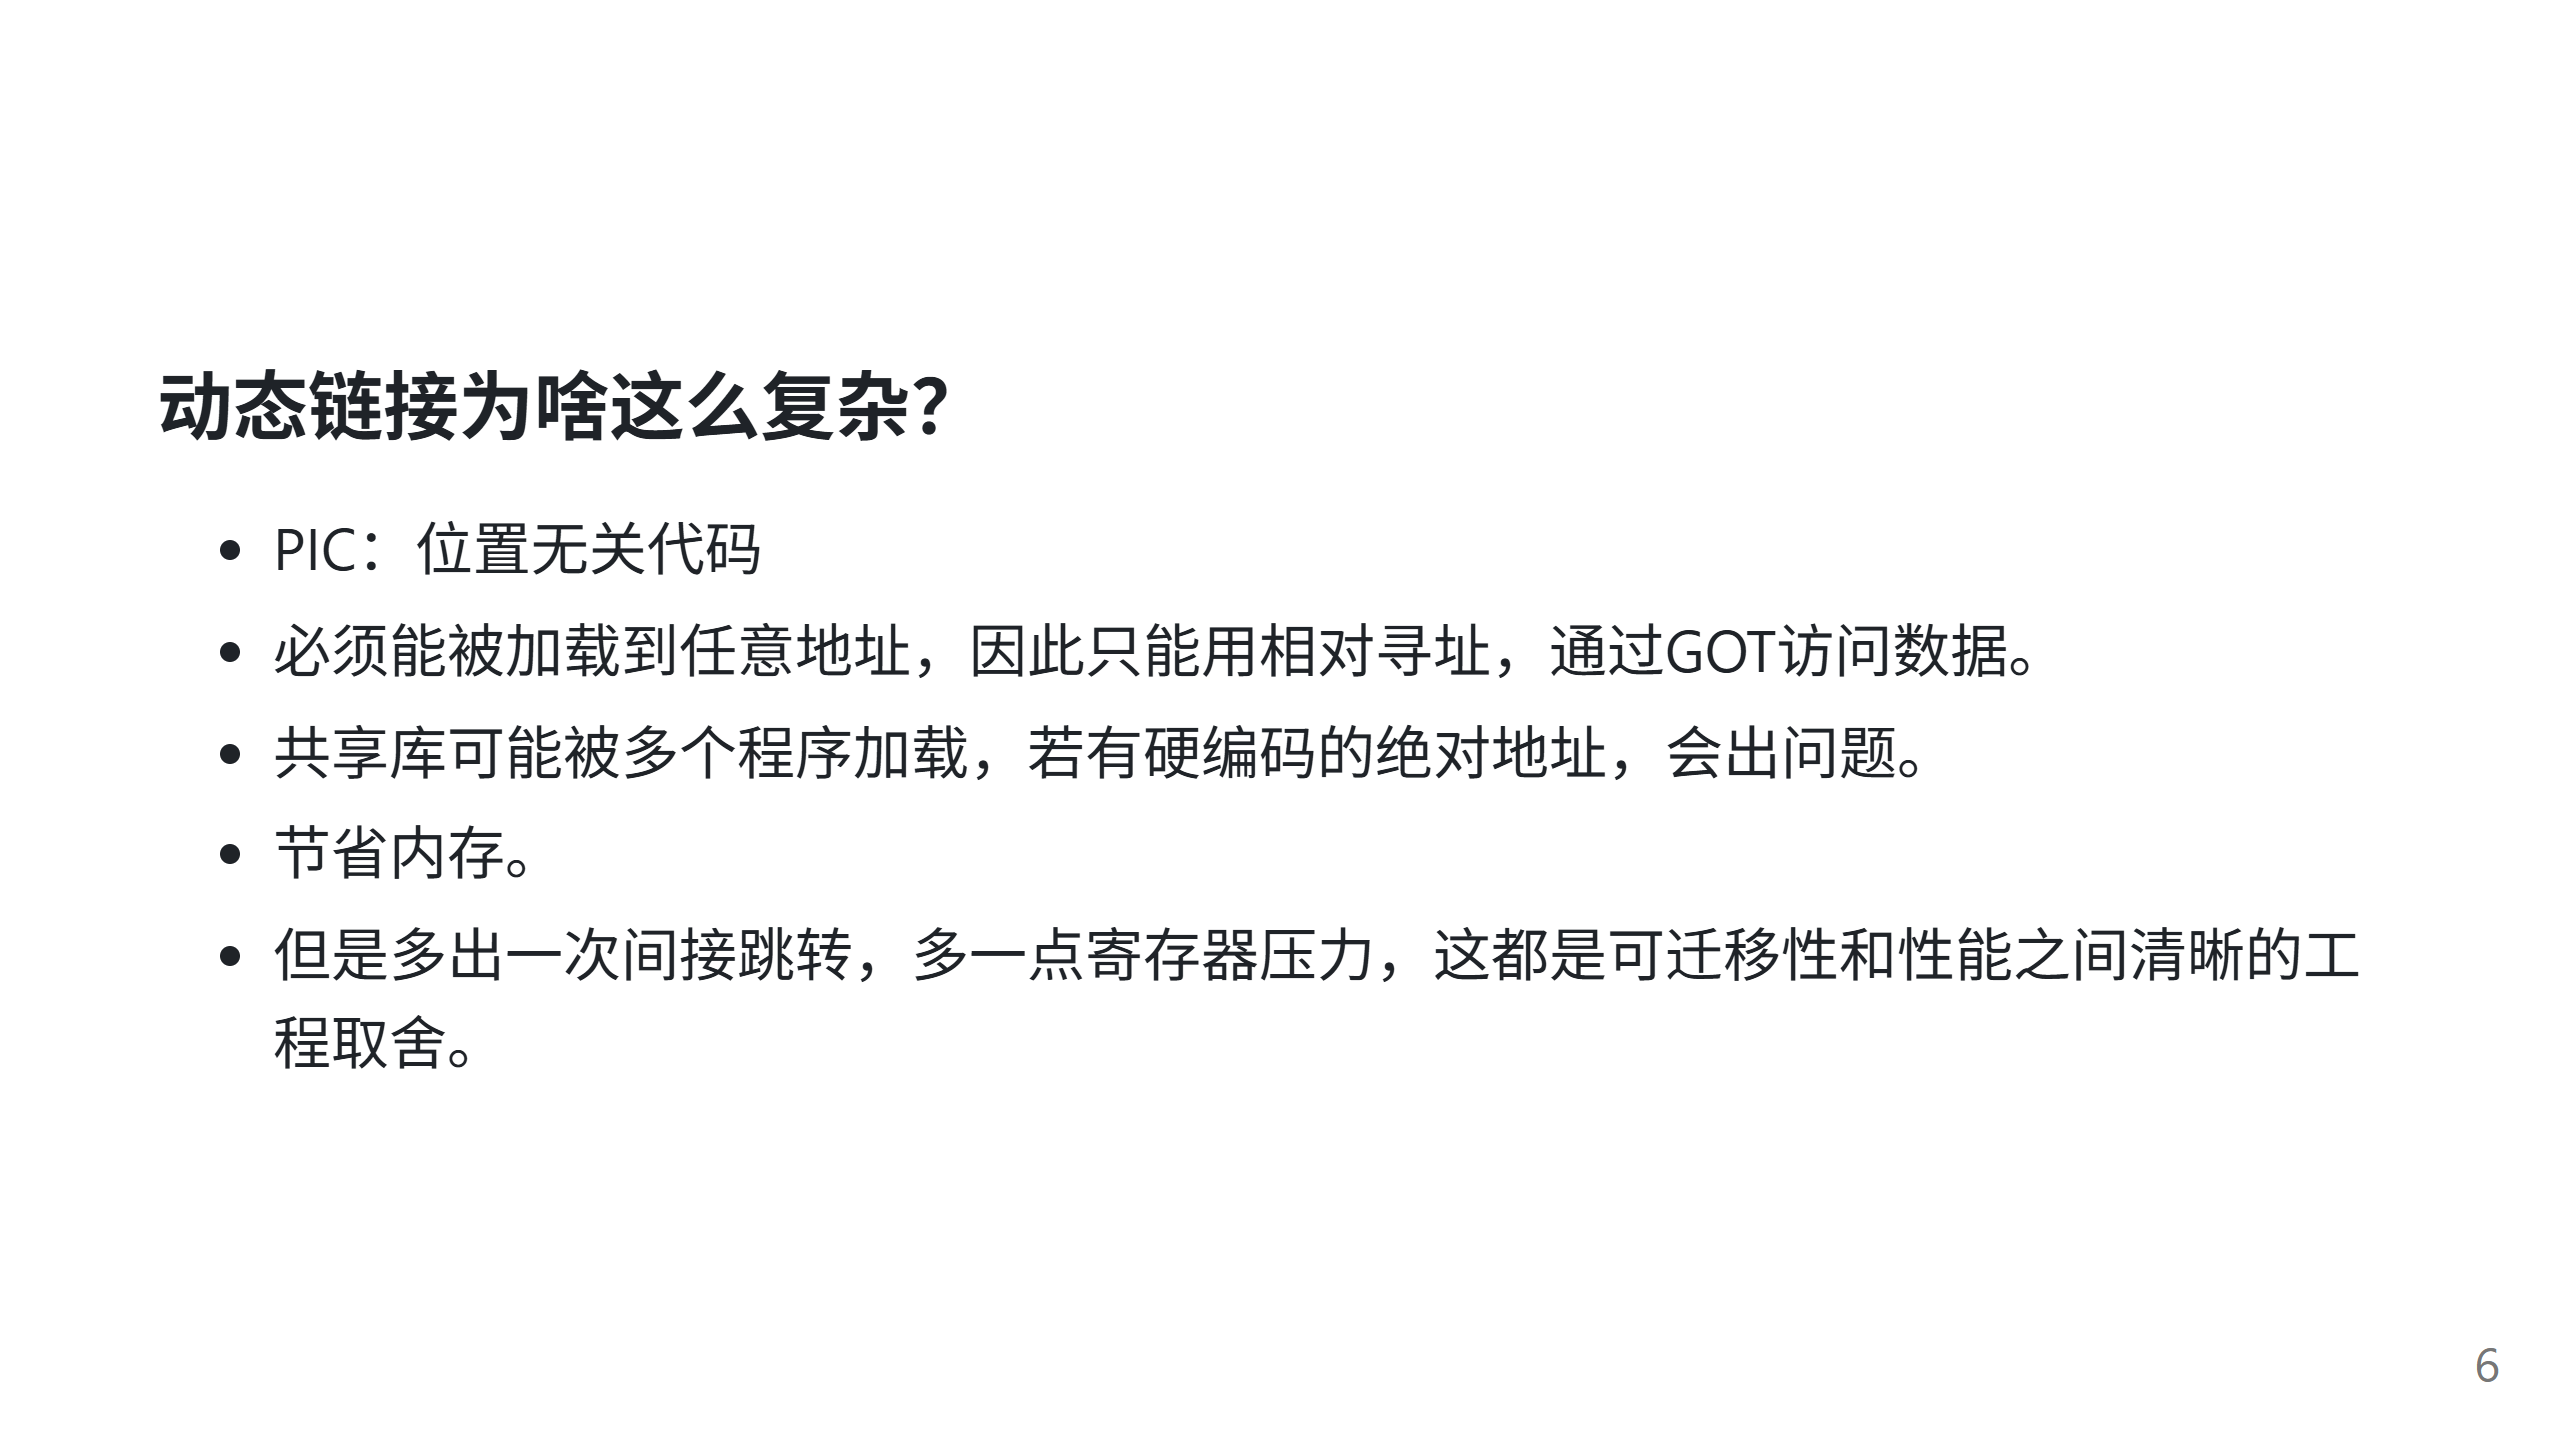 动态链接为啥这么复杂？
• PIC：位置无关代码
• 必须能被加载到任意地址，因此只能用相对寻址，通过GOT访问数据。
• 共享库可能被多个程序加载，若有硬编码的绝对地址，会出问题。
• 节省内存。
• 但是多出一次间接跳转，多一点寄存器压力，这都是可迁移性和性能之间清晰的工
程取舍。
6